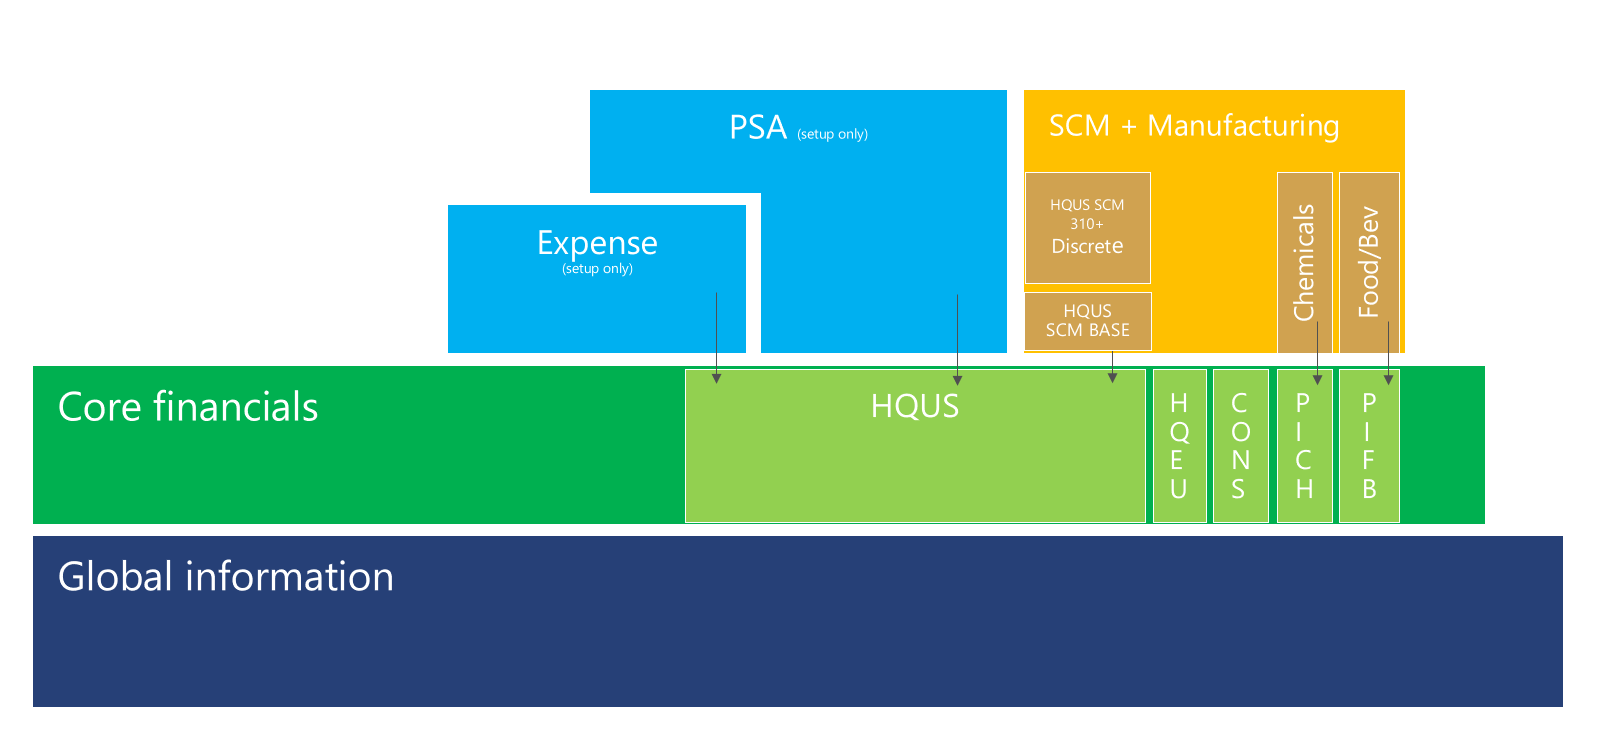 PSA (setup only)
SCM + Manufacturing
Expense
(setup only)
HQUS SCM
310+
Discrete
HQUS
SCM BASE
Chemicals
Food/Bev
Core financials
HQUS
HQEU
CONS
PICH
PIFB
Global information